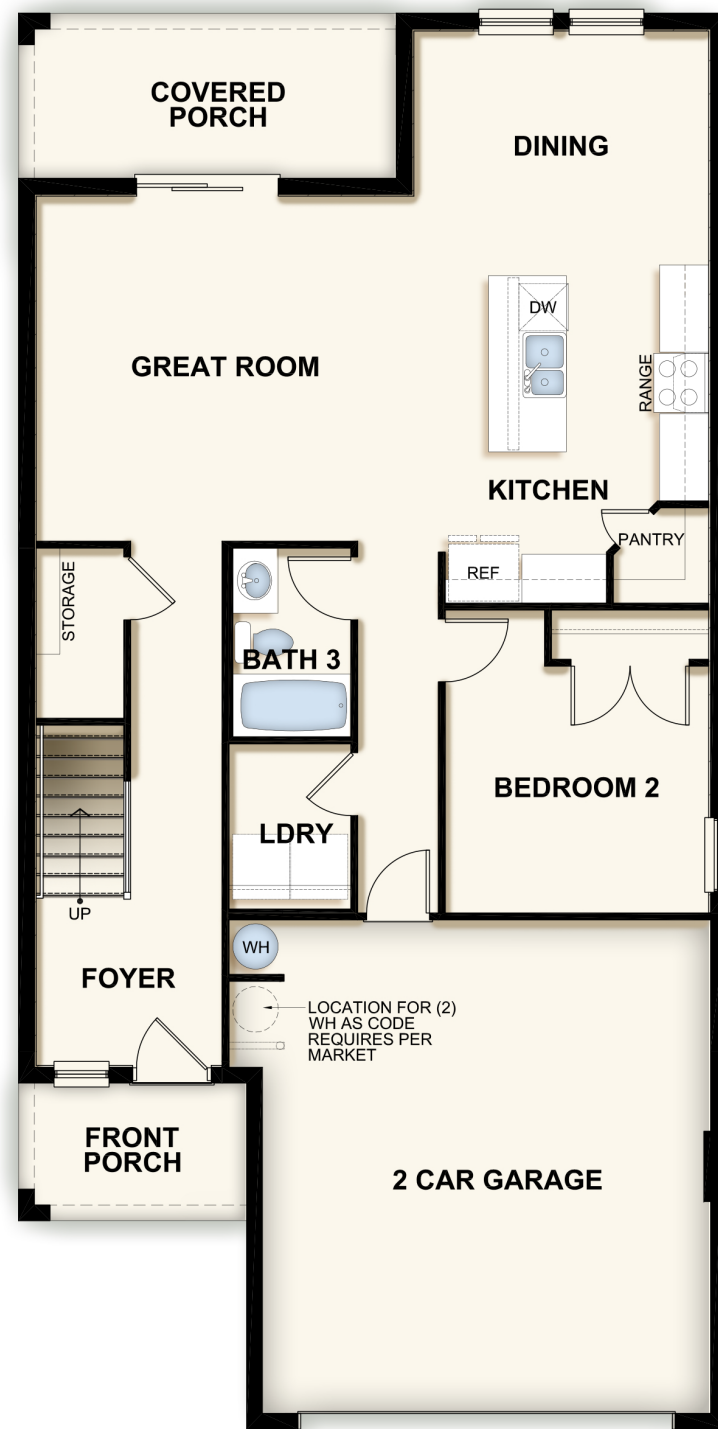 COVERED
PORCH
DINING
DW
GREAT ROOM
RANGE
KITCHEN
PANTRY
REF
STORAGE
BATH 3
BEDROOM 2
LDRY
UP
WH
FOYER
LOCATION FOR (2)
WH AS CODE
REQUIRES PER
MARKET
FRONT
PORCH
2 CAR GARAGE